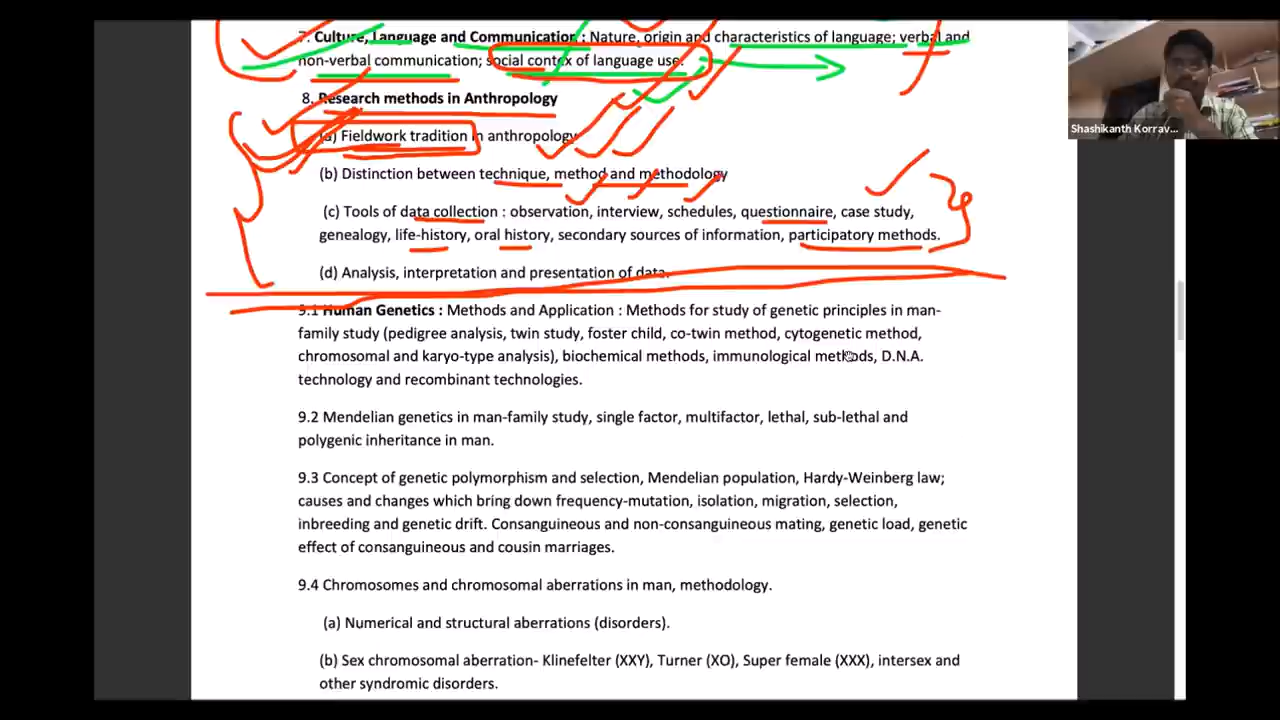 7. Culture, Language and Communication : Nature, origin and characteristics of language; verbal and
non-verbal communication; social context of language use.
8. Research methods in Anthropology
(a) Fieldwork tradition in anthropology
(b) Distinction between technique, method and methodology
(c) Tools of data collection : observation, interview, schedules, questionnaire, case study,
genealogy, life-history, oral history, secondary sources of information, participatory methods.
(d) Analysis, interpretation and presentation of data.
9.1 Human Genetics : Methods and Application : Methods for study of genetic principles in man-
family study (pedigree analysis, twin study, foster child, co-twin method, cytogenetic method,
chromosomal and karyo-type analysis), biochemical methods, immunological methods, D.N.A.
technology and recombinant technologies.
9.2 Mendelian genetics in man-family study, single factor, multifactor, lethal, sub-lethal and
polygenic inheritance in man.
9.3 Concept of genetic polymorphism and selection, Mendelian population, Hardy-Weinberg law;
causes and changes which bring down frequency-mutation, isolation, migration, selection,
inbreeding and genetic drift. Consanguineous and non-consanguineous mating, genetic load, genetic
effect of consanguineous and cousin marriages.
9.4 Chromosomes and chromosomal aberrations in man, methodology.
(a) Numerical and structural aberrations (disorders).
(b) Sex chromosomal aberration- Klinefelter (XXY), Turner (XO), Super female (XXX), intersex and
other syndromic disorders.
Shashikanth Korrav...